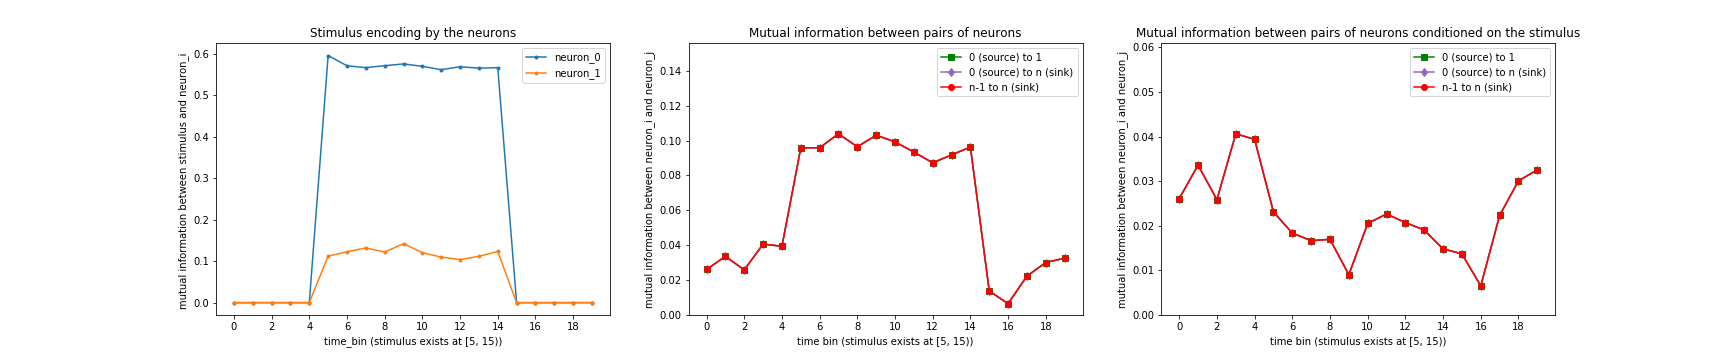 Stimulus encoding by the neurons
mutual information between stimulus and neuron_i
0.6
0.5
0.4
0.3
0.2
0.1
0.0
neuron_0
neuron_1
0 2 4 6 8 10 12 14 16 18
time_bin (stimulus exists at [5, 15))
Mutual information between pairs of neurons
mutual information between neuron_i and neuron_j
0.14
0.12
0.10
0.08
0.06
0.04
0.02
0.00
0 (source) to 1
0 (source) to n (sink)
n-1 to n (sink)
0 2 4 6 8 10 12 14 16 18
time bin (stimulus exists at [5, 15))
Mutual information between pairs of neurons conditioned on the stimulus
mutual information between neuron_i and neuron_j
0.06
0.05
0.04
0.03
0.02
0.01
0.00
0 (source) to 1
0 (source) to n (sink)
n-1 to n (sink)
0 2 4 6 8 10 12 14 16 18
time bin (stimulus exists at [5, 15))